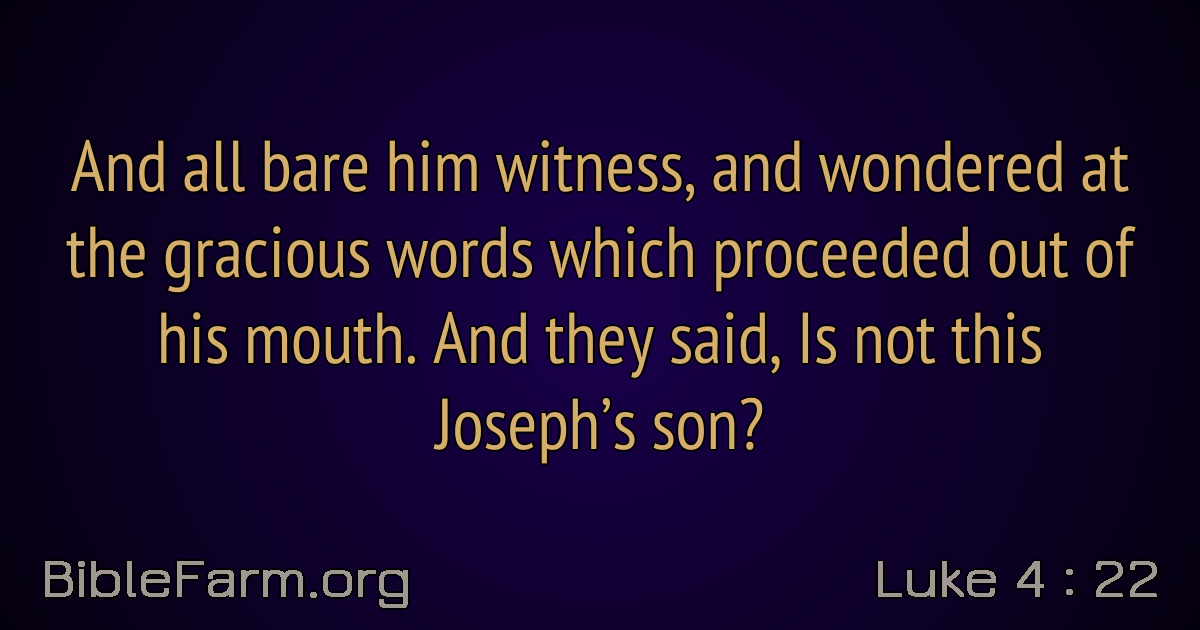 And all bare him witness, and wondered at
the gracious words which proceeded out of
his mouth. And they said, Is not this
Joseph’s son?
BibleFarm.org
Luke 4 : 22